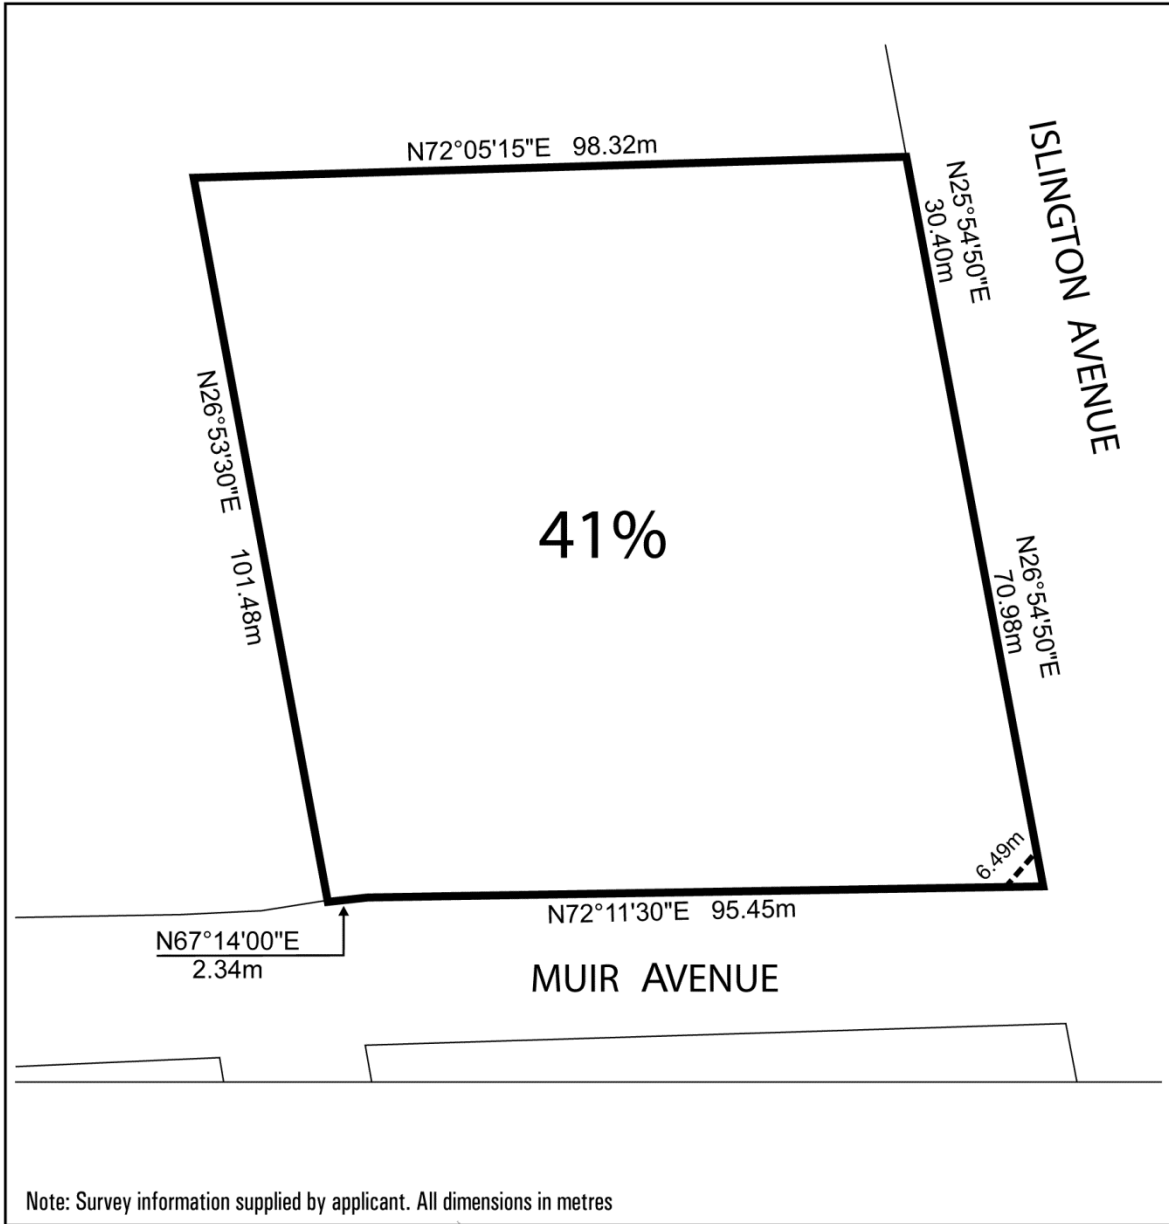 N72°05'15"E 98.32m
ISLINGTON AVENUE
N25°54'50"E
30.40m
N26°53'30"E 101.48m
41%
N26°54'50"E
70.98m
6.49m
N72°11'30"E 95.45m
N67°14'00"E
2.34m
MUIR AVENUE
Note: Survey information supplied by applicant. All dimensions in metres